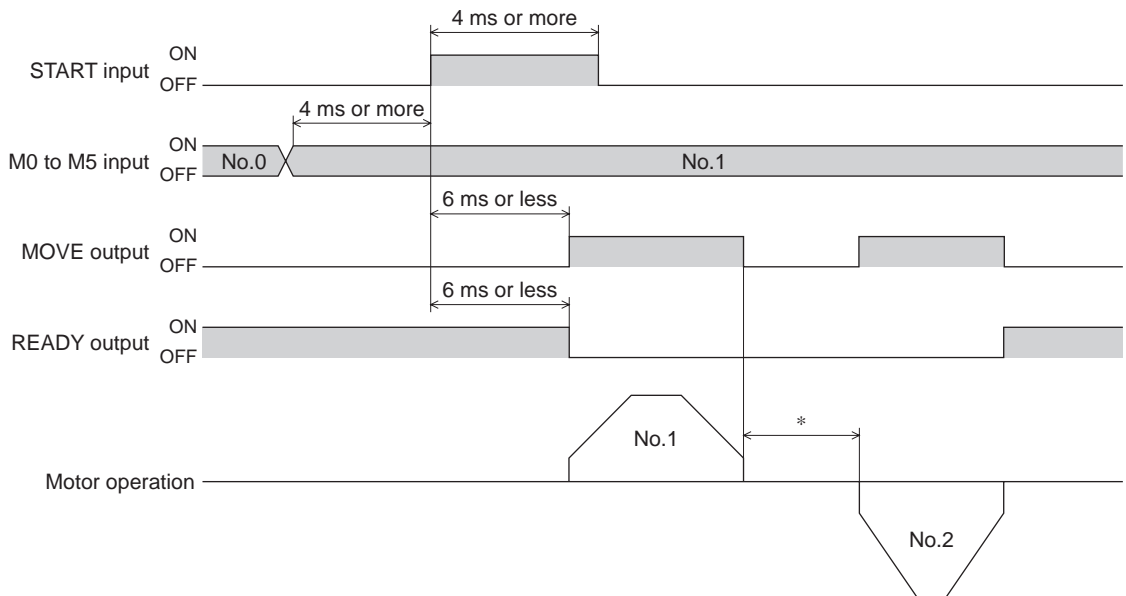 4 ms or more
START input
ON
OFF
4 ms or more
M0 to M5 input
ON
OFF
No.0
No.1
6 ms or less
MOVE output
ON
OFF
6 ms or less
READY output
ON
OFF
Motor operation
No.1
*
No.2